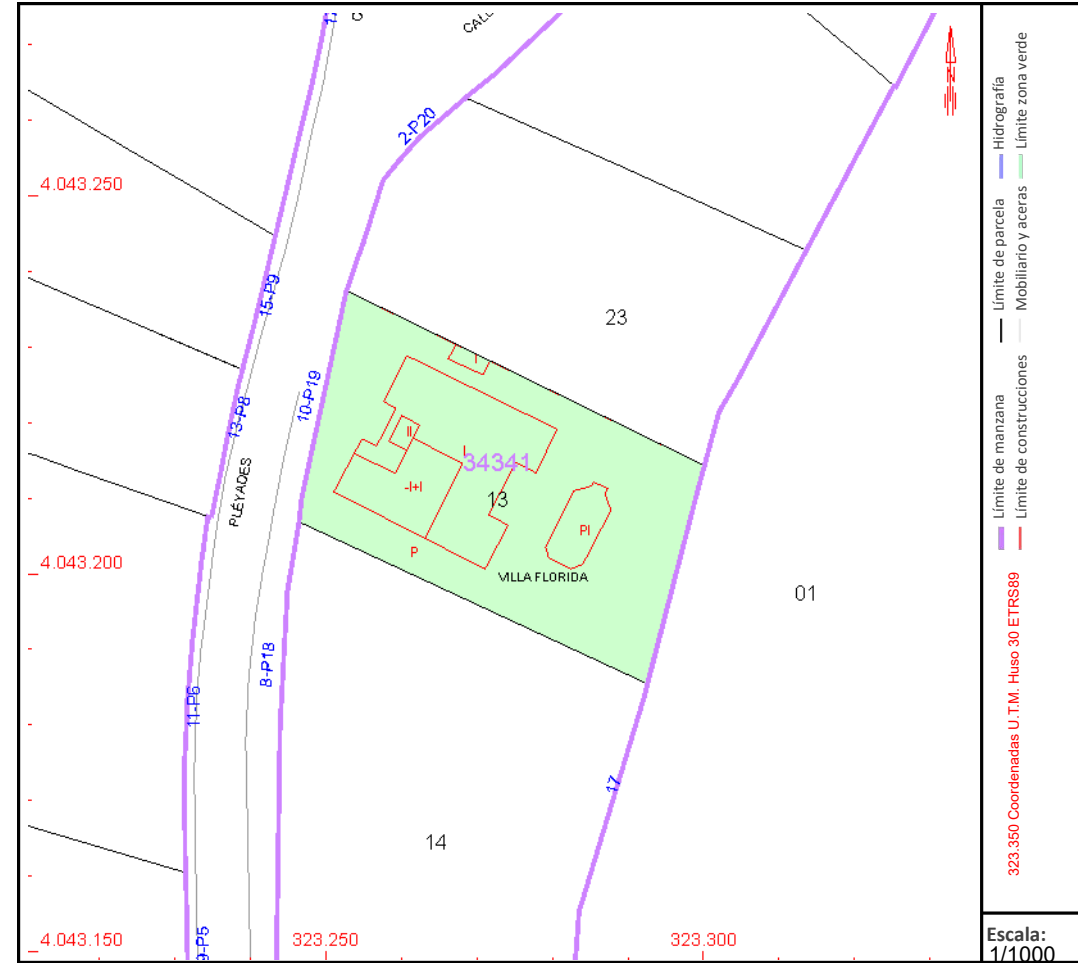 CALC
2-P20
4.043.250
15-P9
23
10-P19
13-P8
I
II
I
34341
-I+I
13
PLÉYADES
PI
P
4.043.200
VILLA FLORIDA
01
8-P18
11-P6
17
14
4.043.150
9-P5
323.250
323.300
N
Límite de manzana
Límite de parcela
Hidrografía
Límite de construcciones
Mobiliario y aceras
Límite zona verde
323.350 Coordenadas U.T.M. Huso 30 ETRS89
Escala:
1/1000